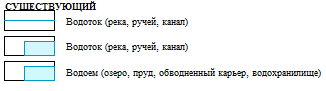 СУЩЕСТВУЮЩИЙ
Водоток (река, ручей, канал)
Водоток (река, ручей, канал)
Водоем (озеро, пруд, обводненный карьер, водохранилище)